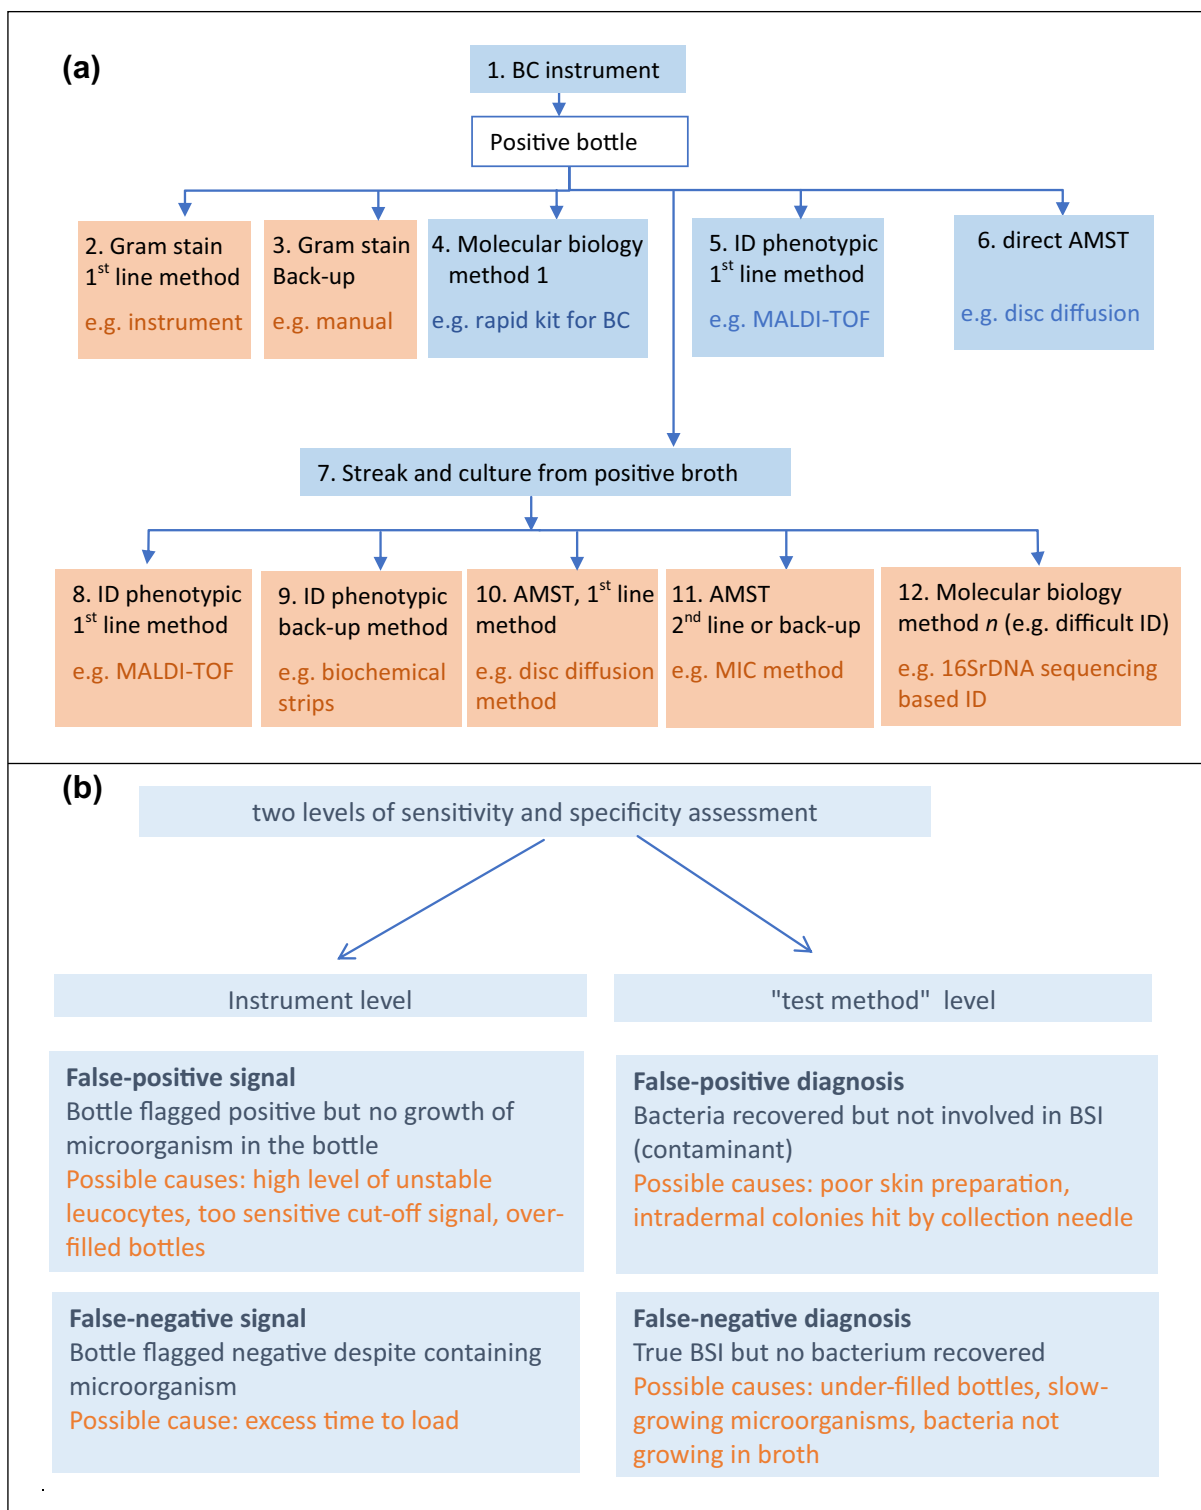 (a)
1. BC instrument
Positive bottle
2. Gram stain
1st line method
e.g. instrument
3. Gram stain
Back-up
e.g. manual
4. Molecular biology
method 1
e.g. rapid kit for BC
5. ID phenotypic
1st line method
e.g. MALDI-TOF
6. direct AMST
e.g. disc diffusion
7. Streak and culture from positive broth
8. ID phenotypic
1st line method
e.g. MALDI-TOF
9. ID phenotypic
back-up method
e.g. biochemical
strips
10. AMST, 1st line
method
e.g. disc diffusion
method
11. AMST
2nd line or back-up
e.g. MIC method
12. Molecular biology
method n (e.g. difficult ID)
e.g. 16SrDNA sequencing
based ID
(b)
two levels of sensitivity and specificity assessment
Instrument level
"test method" level
False-positive signal
Bottle flagged positive but no growth of
microorganism in the bottle
Possible causes: high level of unstable
leucocytes, too sensitive cut-off signal, over-
filled bottles
False-positive diagnosis
Bacteria recovered but not involved in BSI
(contaminant)
Possible causes: poor skin preparation,
intradermal colonies hit by collection needle
False-negative signal
Bottle flagged negative despite containing
microorganism
Possible cause: excess time to load
False-negative diagnosis
True BSI but no bacterium recovered
Possible causes: under-filled bottles, slow-
growing microorganisms, bacteria not
growing in broth